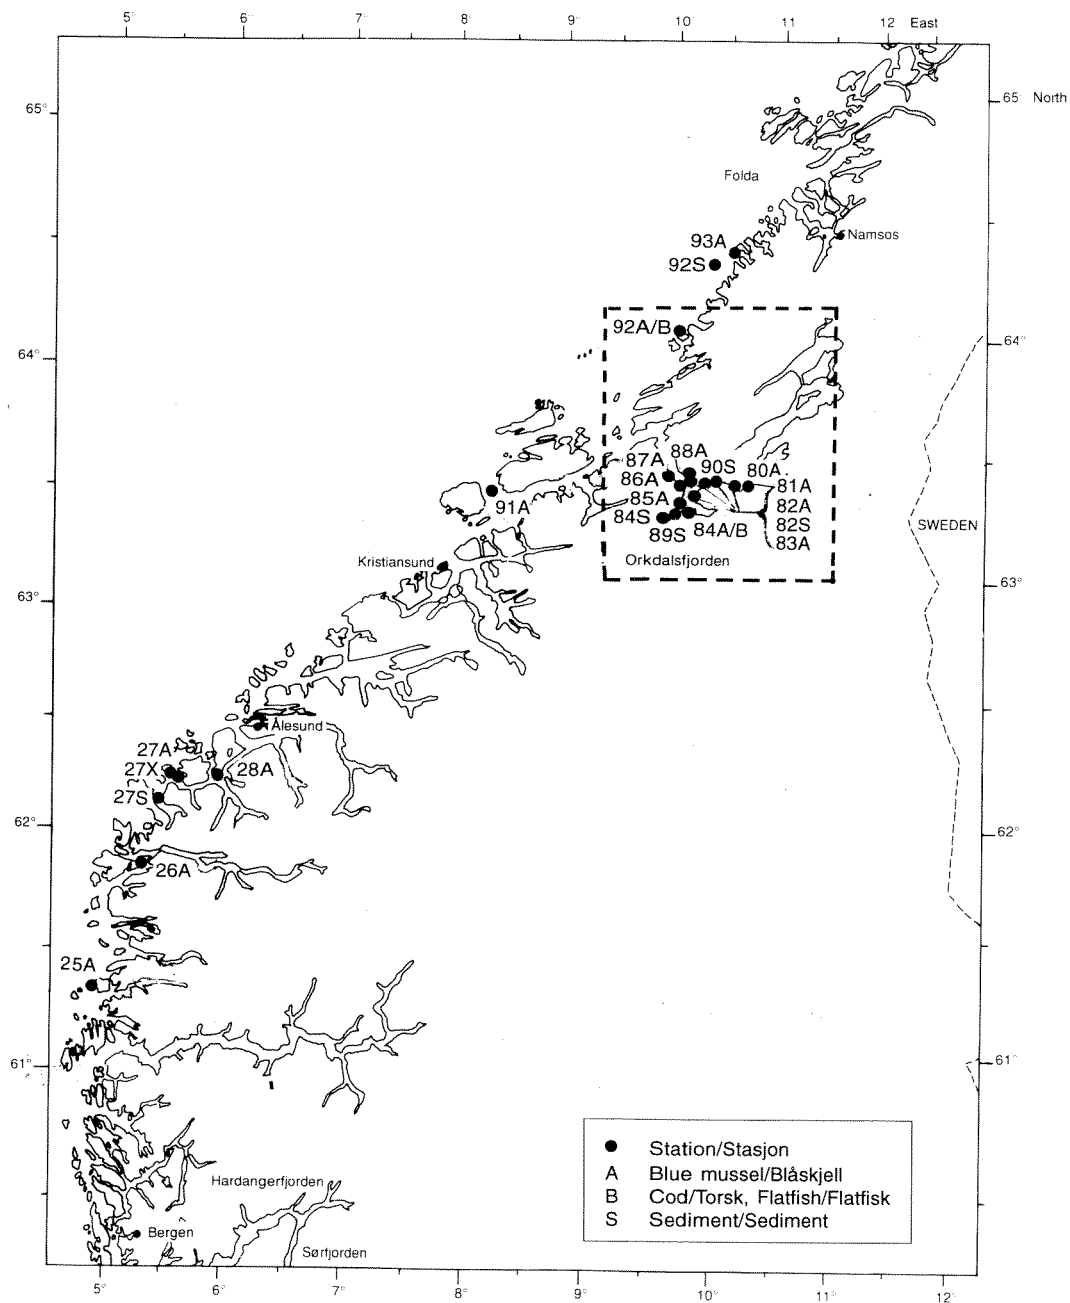 5° 6° 7° 8° 9° 10 11 12 East
65°
65° North
Folda
Namsos
93A
92S
92A/B
64°
64°
88A
87A
90S
80A
86A
81A
85A
82A
84S
84A/B
82S
89S
83A
Orkdalsfjorden
91A
SWEDEN
Kristiansund
63°
63°
Ålesund
27A
27X
28A
27S
62°
62°
26A
25A
61°
61°
Station/Stasjon
A Blue mussel/Blåskjell
B Cod/Torsk, Flatfish/Flatfisk
S Sediment/Sediment
Hardangerfjorden
Bergen
Sørfjorden
5° 6° 7° 8° 9° 10° 11° 12°